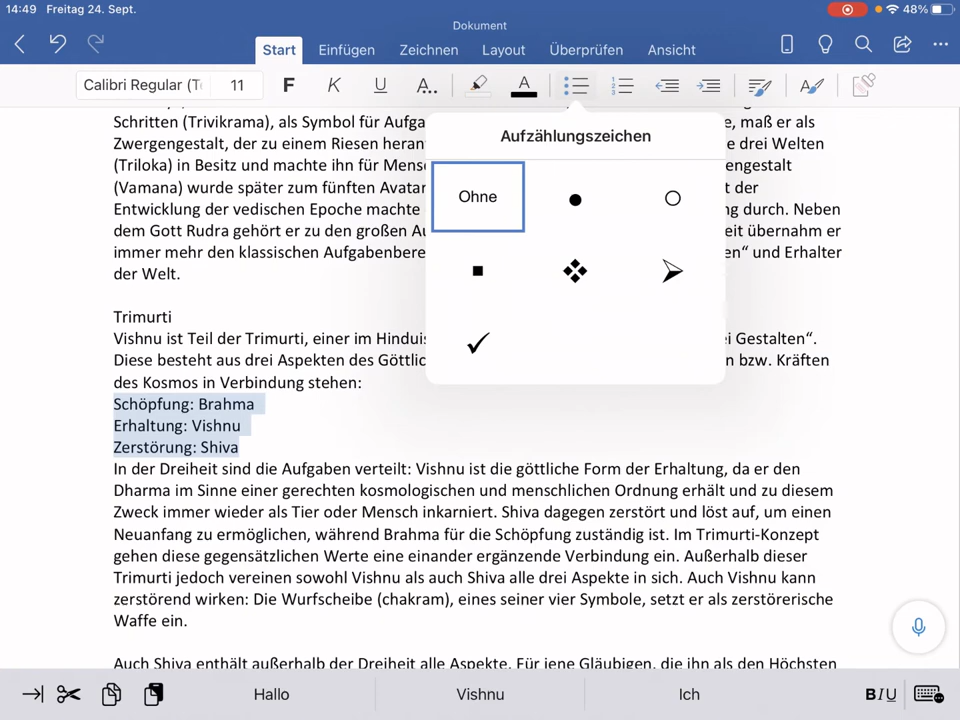 14:49 Freitag 24. Sept.
48%
Dokument
Start Einfügen Zeichnen Layout Überprüfen Ansicht
Calibri Regular (T 11 F K U A.. A
Schritten (Trivikrama), als Symbol für Aufga e, maß er als
Zwergengestalt, der zu einem Riesen heran e drei Welten
(Triloka) in Besitz und machte ihn für Mens engestalt
(Vamana) wurde später zum fünften Avatar t der
Entwicklung der vedischen Epoche machte ng durch. Neben
dem Gott Rudra gehört er zu den großen Au eit übernahm er
immer mehr den klassischen Aufgabenbere en“ und Erhalter
der Welt.
Aufzählungszeichen
Ohne
Trimurti
Vishnu ist Teil der Trimurti, einer im Hinduis ei Gestalten“.
Diese besteht aus drei Aspekten des Göttlic n bzw. Kräften
des Kosmos in Verbindung stehen:
Schöpfung: Brahma
Erhaltung: Vishnu
Zerstörung: Shiva
In der Dreiheit sind die Aufgaben verteilt: Vishnu ist die göttliche Form der Erhaltung, da er den
Dharma im Sinne einer gerechten kosmologischen und menschlichen Ordnung erhält und zu diesem
Zweck immer wieder als Tier oder Mensch inkarniert. Shiva dagegen zerstört und löst auf, um einen
Neuanfang zu ermöglichen, während Brahma für die Schöpfung zuständig ist. Im Trimurti-Konzept
gehen diese gegensätzlichen Werte eine einander ergänzende Verbindung ein. Außerhalb dieser
Trimurti jedoch vereinen sowohl Vishnu als auch Shiva alle drei Aspekte in sich. Auch Vishnu kann
zerstörend wirken: Die Wurfscheibe (chakram), eines seiner vier Symbole, setzt er als zerstörerische
Waffe ein.
Auch Shiva enthält außerhalb der Dreiheit alle Aspekte. Für jene Gläubigen, die ihn als den Höchsten
Hallo Vishnu Ich BIU